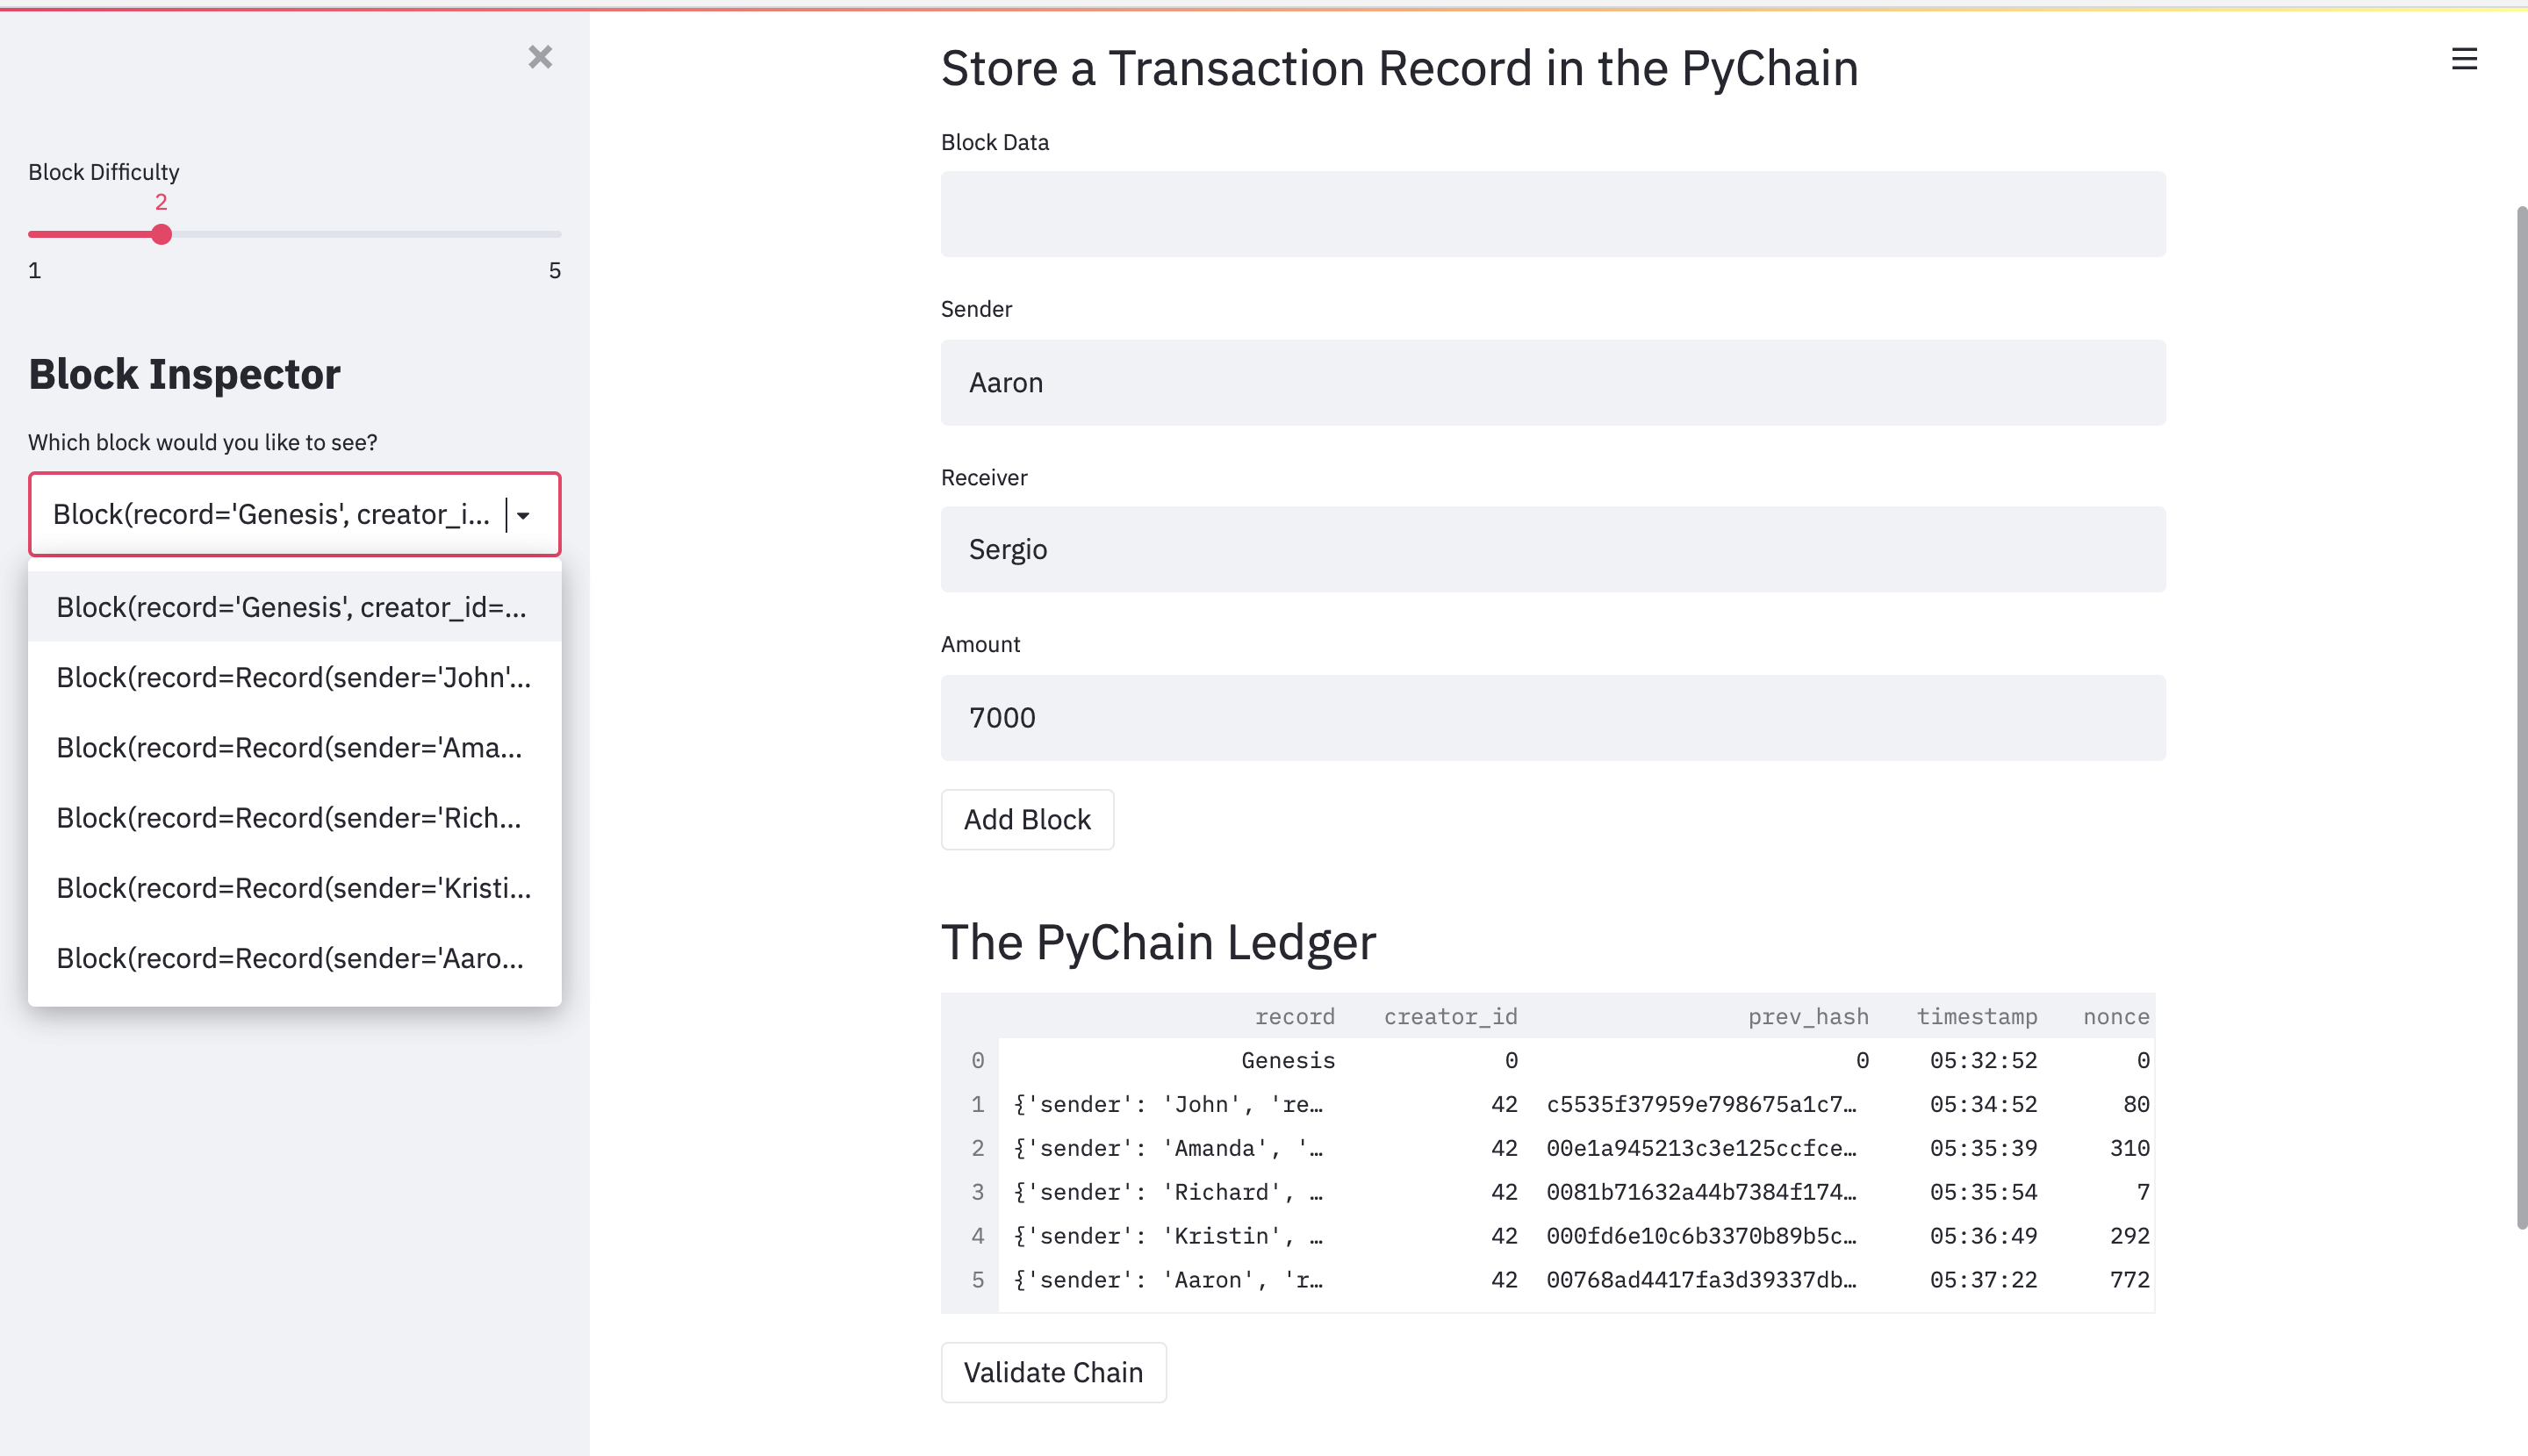 Block Difficulty
2
1 5
Block Inspector
Which block would you like to see?
Block(record='Genesis', creator_i...
Block(record='Genesis', creator_id=...
Block(record=Record(sender='John'...
Block(record=Record(sender='Ama...
Block(record=Record(sender='Rich...
Block(record=Record(sender='Kristi...
Block(record=Record(sender='Aaro...
Store a Transaction Record in the PyChain
Block Data
Sender
Aaron
Receiver
Sergio
Amount
7000
Add Block
The PyChain Ledger
record creator_id prev_hash timestamp nonce
0 Genesis 0 0 05:32:52 0
1 {'sender': 'John', 're… 42 c5535f37959e798675a1c7… 05:34:52 80
2 {'sender': 'Amanda', '… 42 00e1a945213c3e125ccfce… 05:35:39 310
3 {'sender': 'Richard', … 42 0081b71632a44b7384f174… 05:35:54 7
4 {'sender': 'Kristin', … 42 000fd6e10c6b3370b89b5c… 05:36:49 292
5 {'sender': 'Aaron', 'r… 42 00768ad4417fa3d39337db… 05:37:22 772
Validate Chain